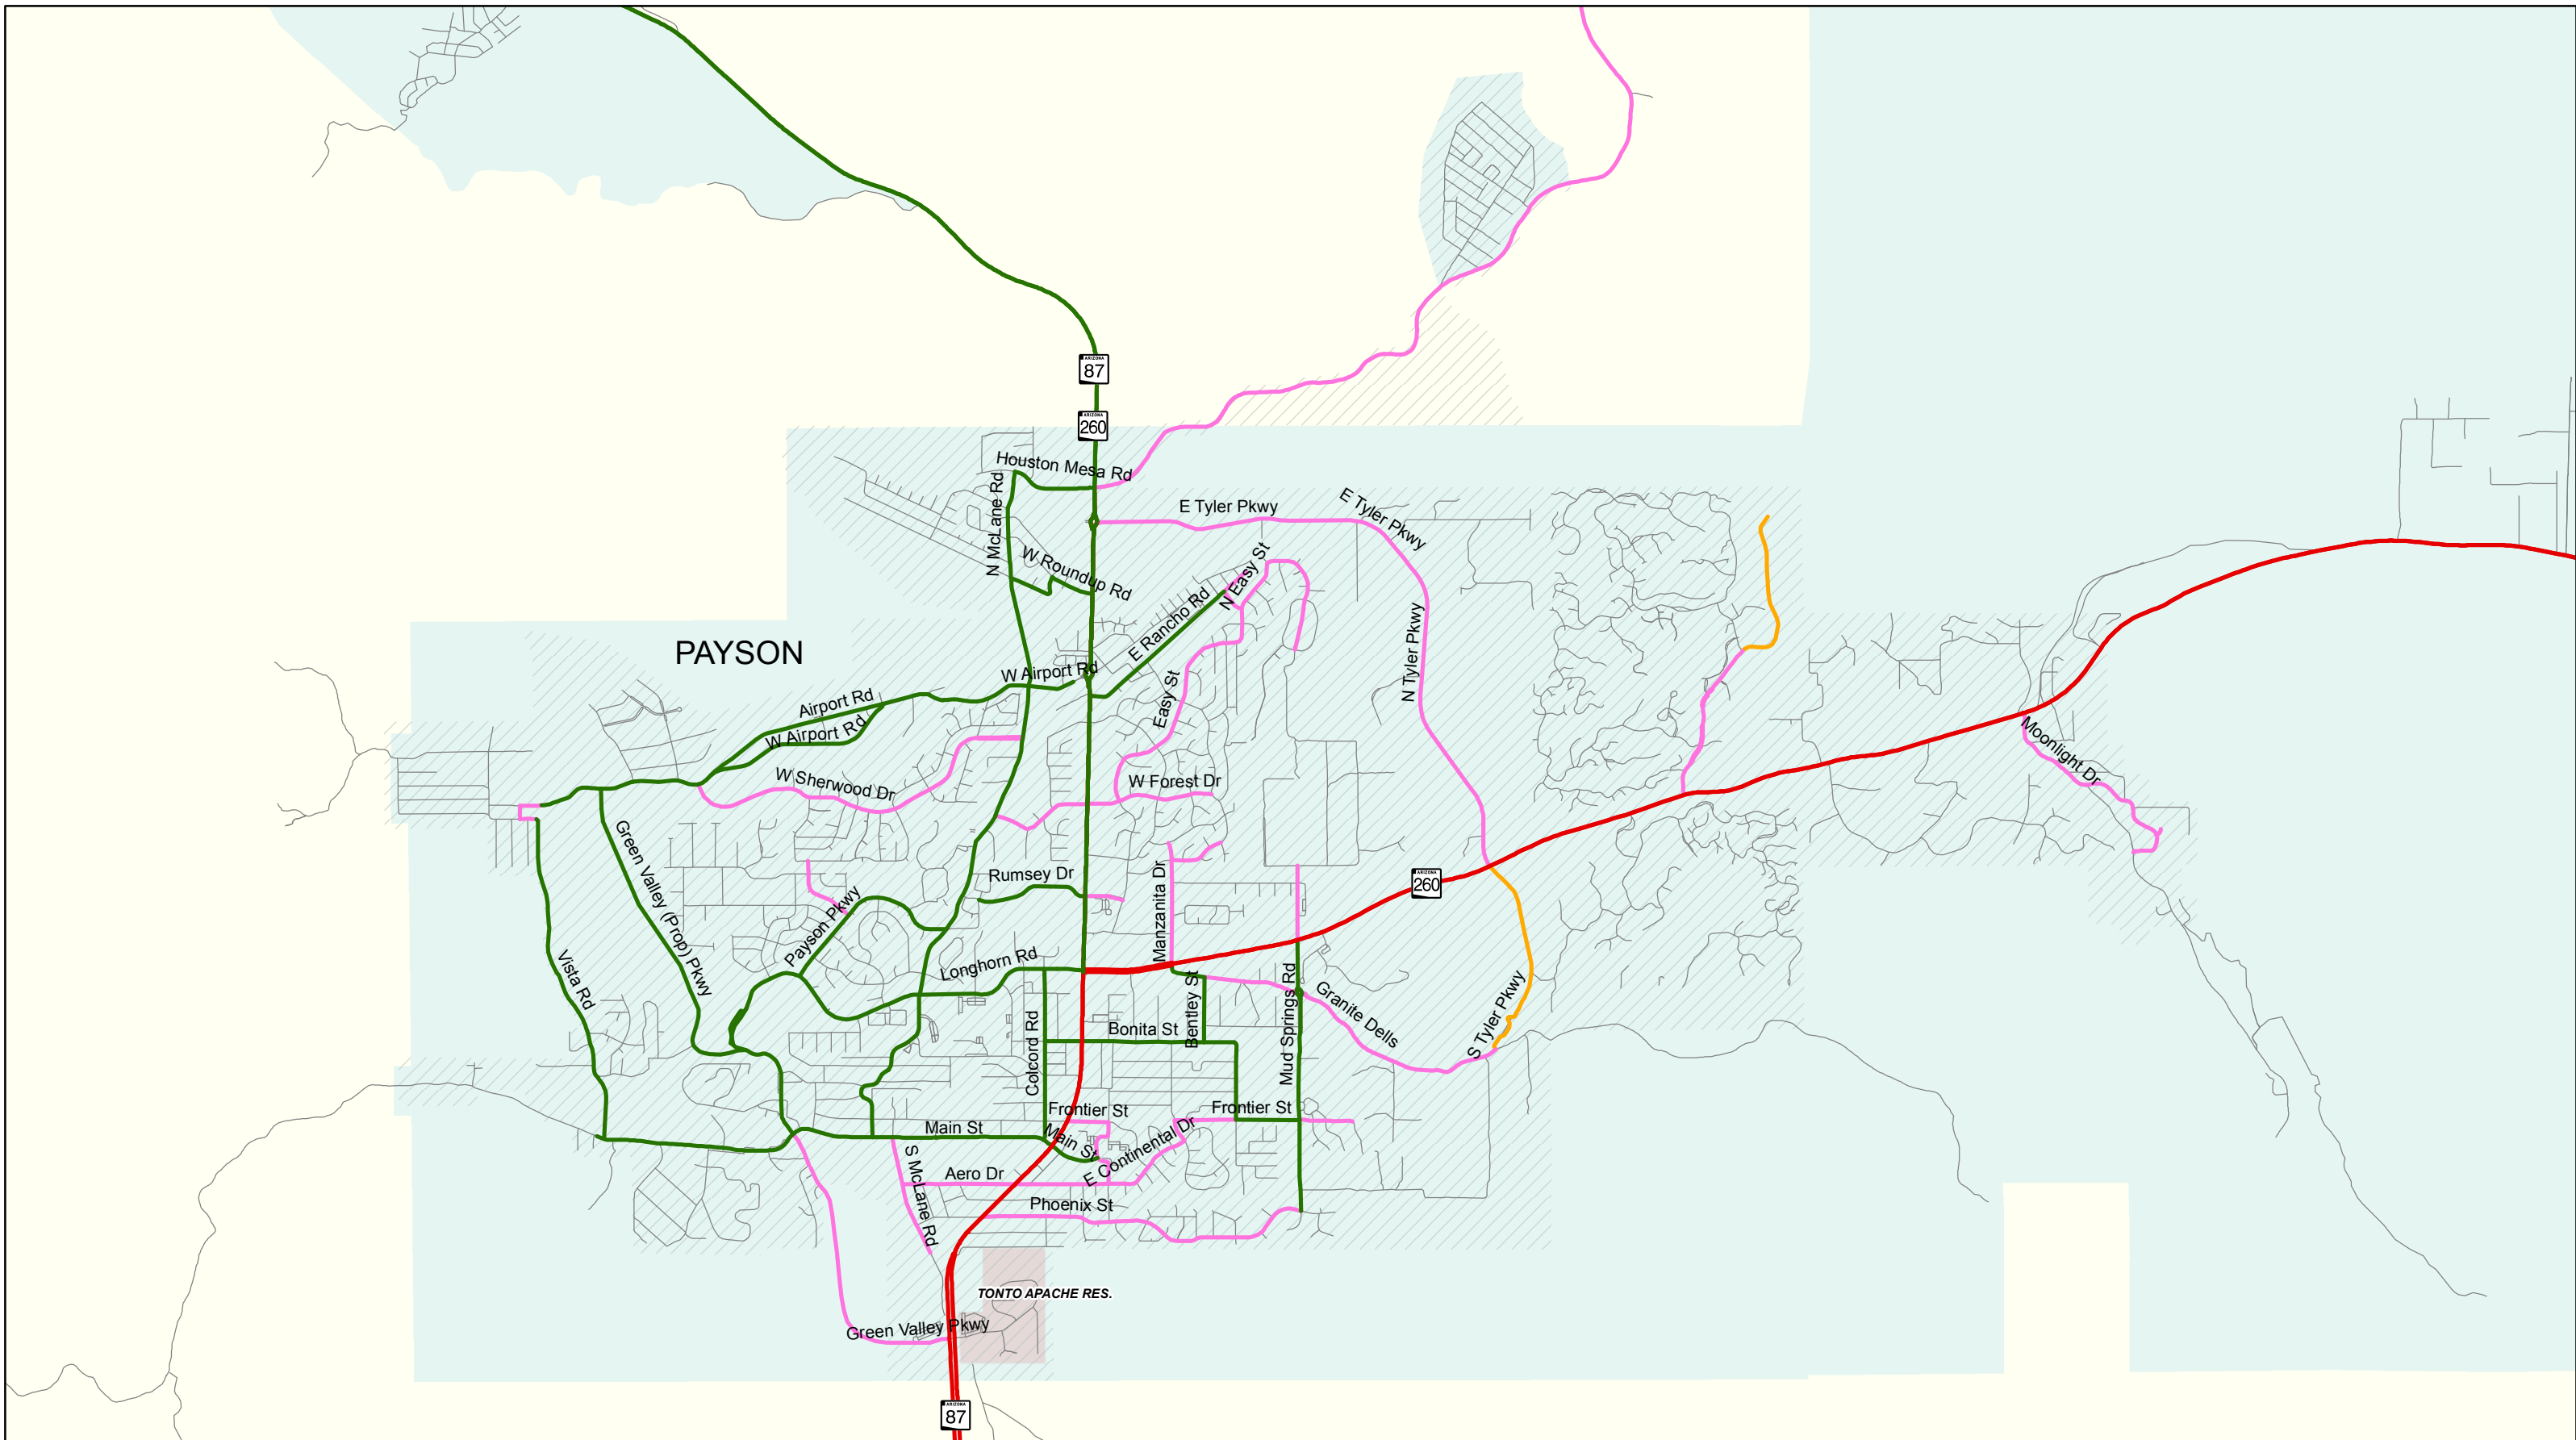 ARIZONA
87
ARIZONA
260
Houston Mesa Rd
N McLane Rd
E Tyler Pkwy
E Tyler Pkwy
W Roundup Rd
N Easy St
E Rancho Rd
N Tyler Pkwy
PAYSON
W Airport Rd
Airport Rd
Easy St
W Airport Rd
Moonlight Dr
W Sherwood Dr
W Forest Dr
Green Valley (Prop) Pkwy
Rumsey Dr
Manzanita Dr
ARIZONA
260
Payson Pkwy
Longhorn Rd
Vista Rd
Bentley St
Mud Springs Rd
Granite Dells
S Tyler Pkwy
Colcord Rd
Bonita St
Frontier St
Frontier St
Main St
Main St
E Continental Dr
S McLane Rd
Aero Dr
Phoenix St
TONTO APACHE RES.
Green Valley Pkwy
ARIZONA
87